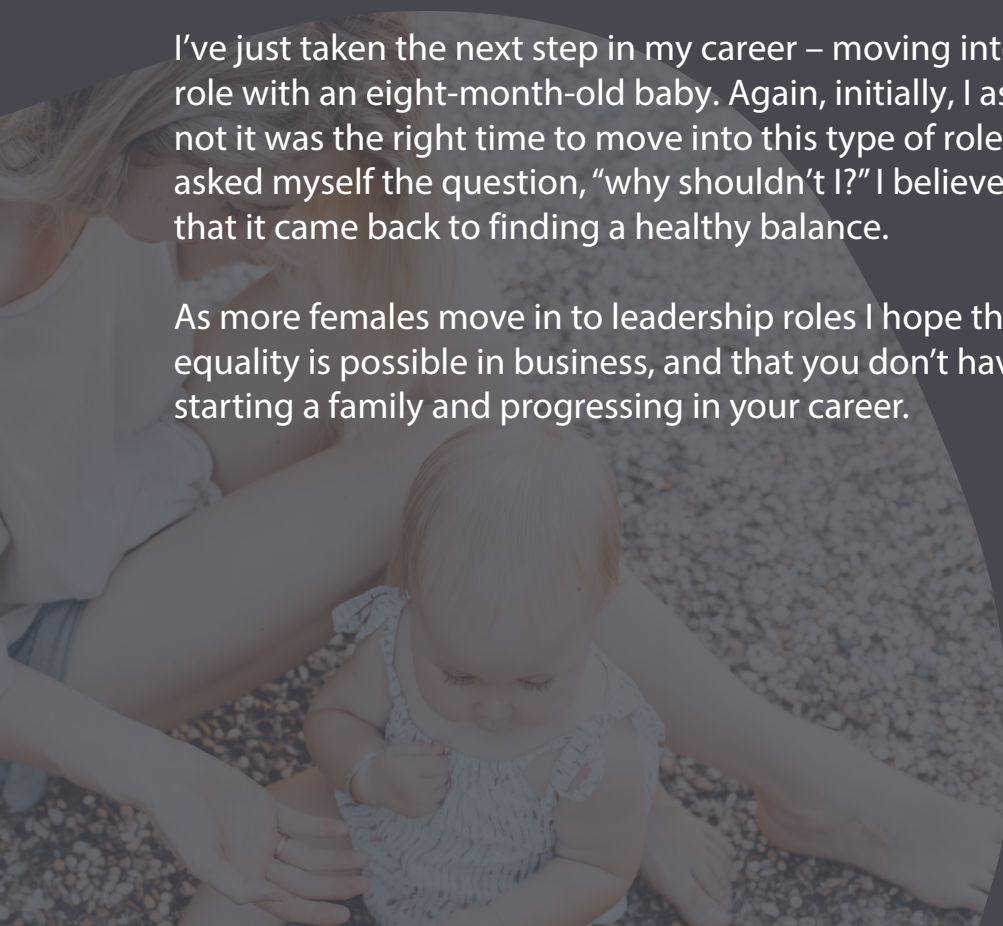 I’ve just taken the next step in my career – moving int
role with an eight-month-old baby. Again, initially, I as
not it was the right time to move into this type of role
asked myself the question, “why shouldn’t I?” I believe
that it came back to finding a healthy balance.
As more females move in to leadership roles I hope th
equality is possible in business, and that you don’t hav
starting a family and progressing in your career.